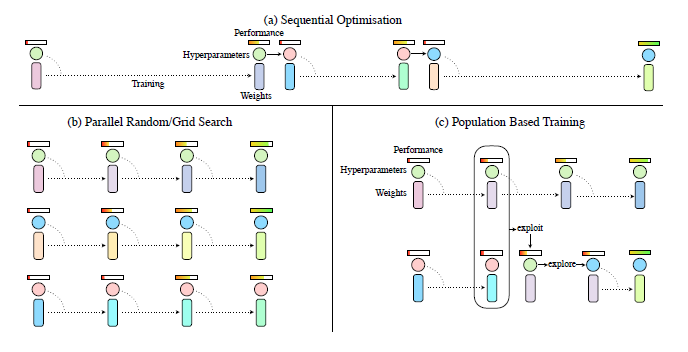 (a) Sequential Optimisation
Performance
Hyperparameters
Training
Weights
(b) Parallel Random/Grid Search
(c) Population Based Training
Performance
Hyperparameters
Weights
exploit
explore